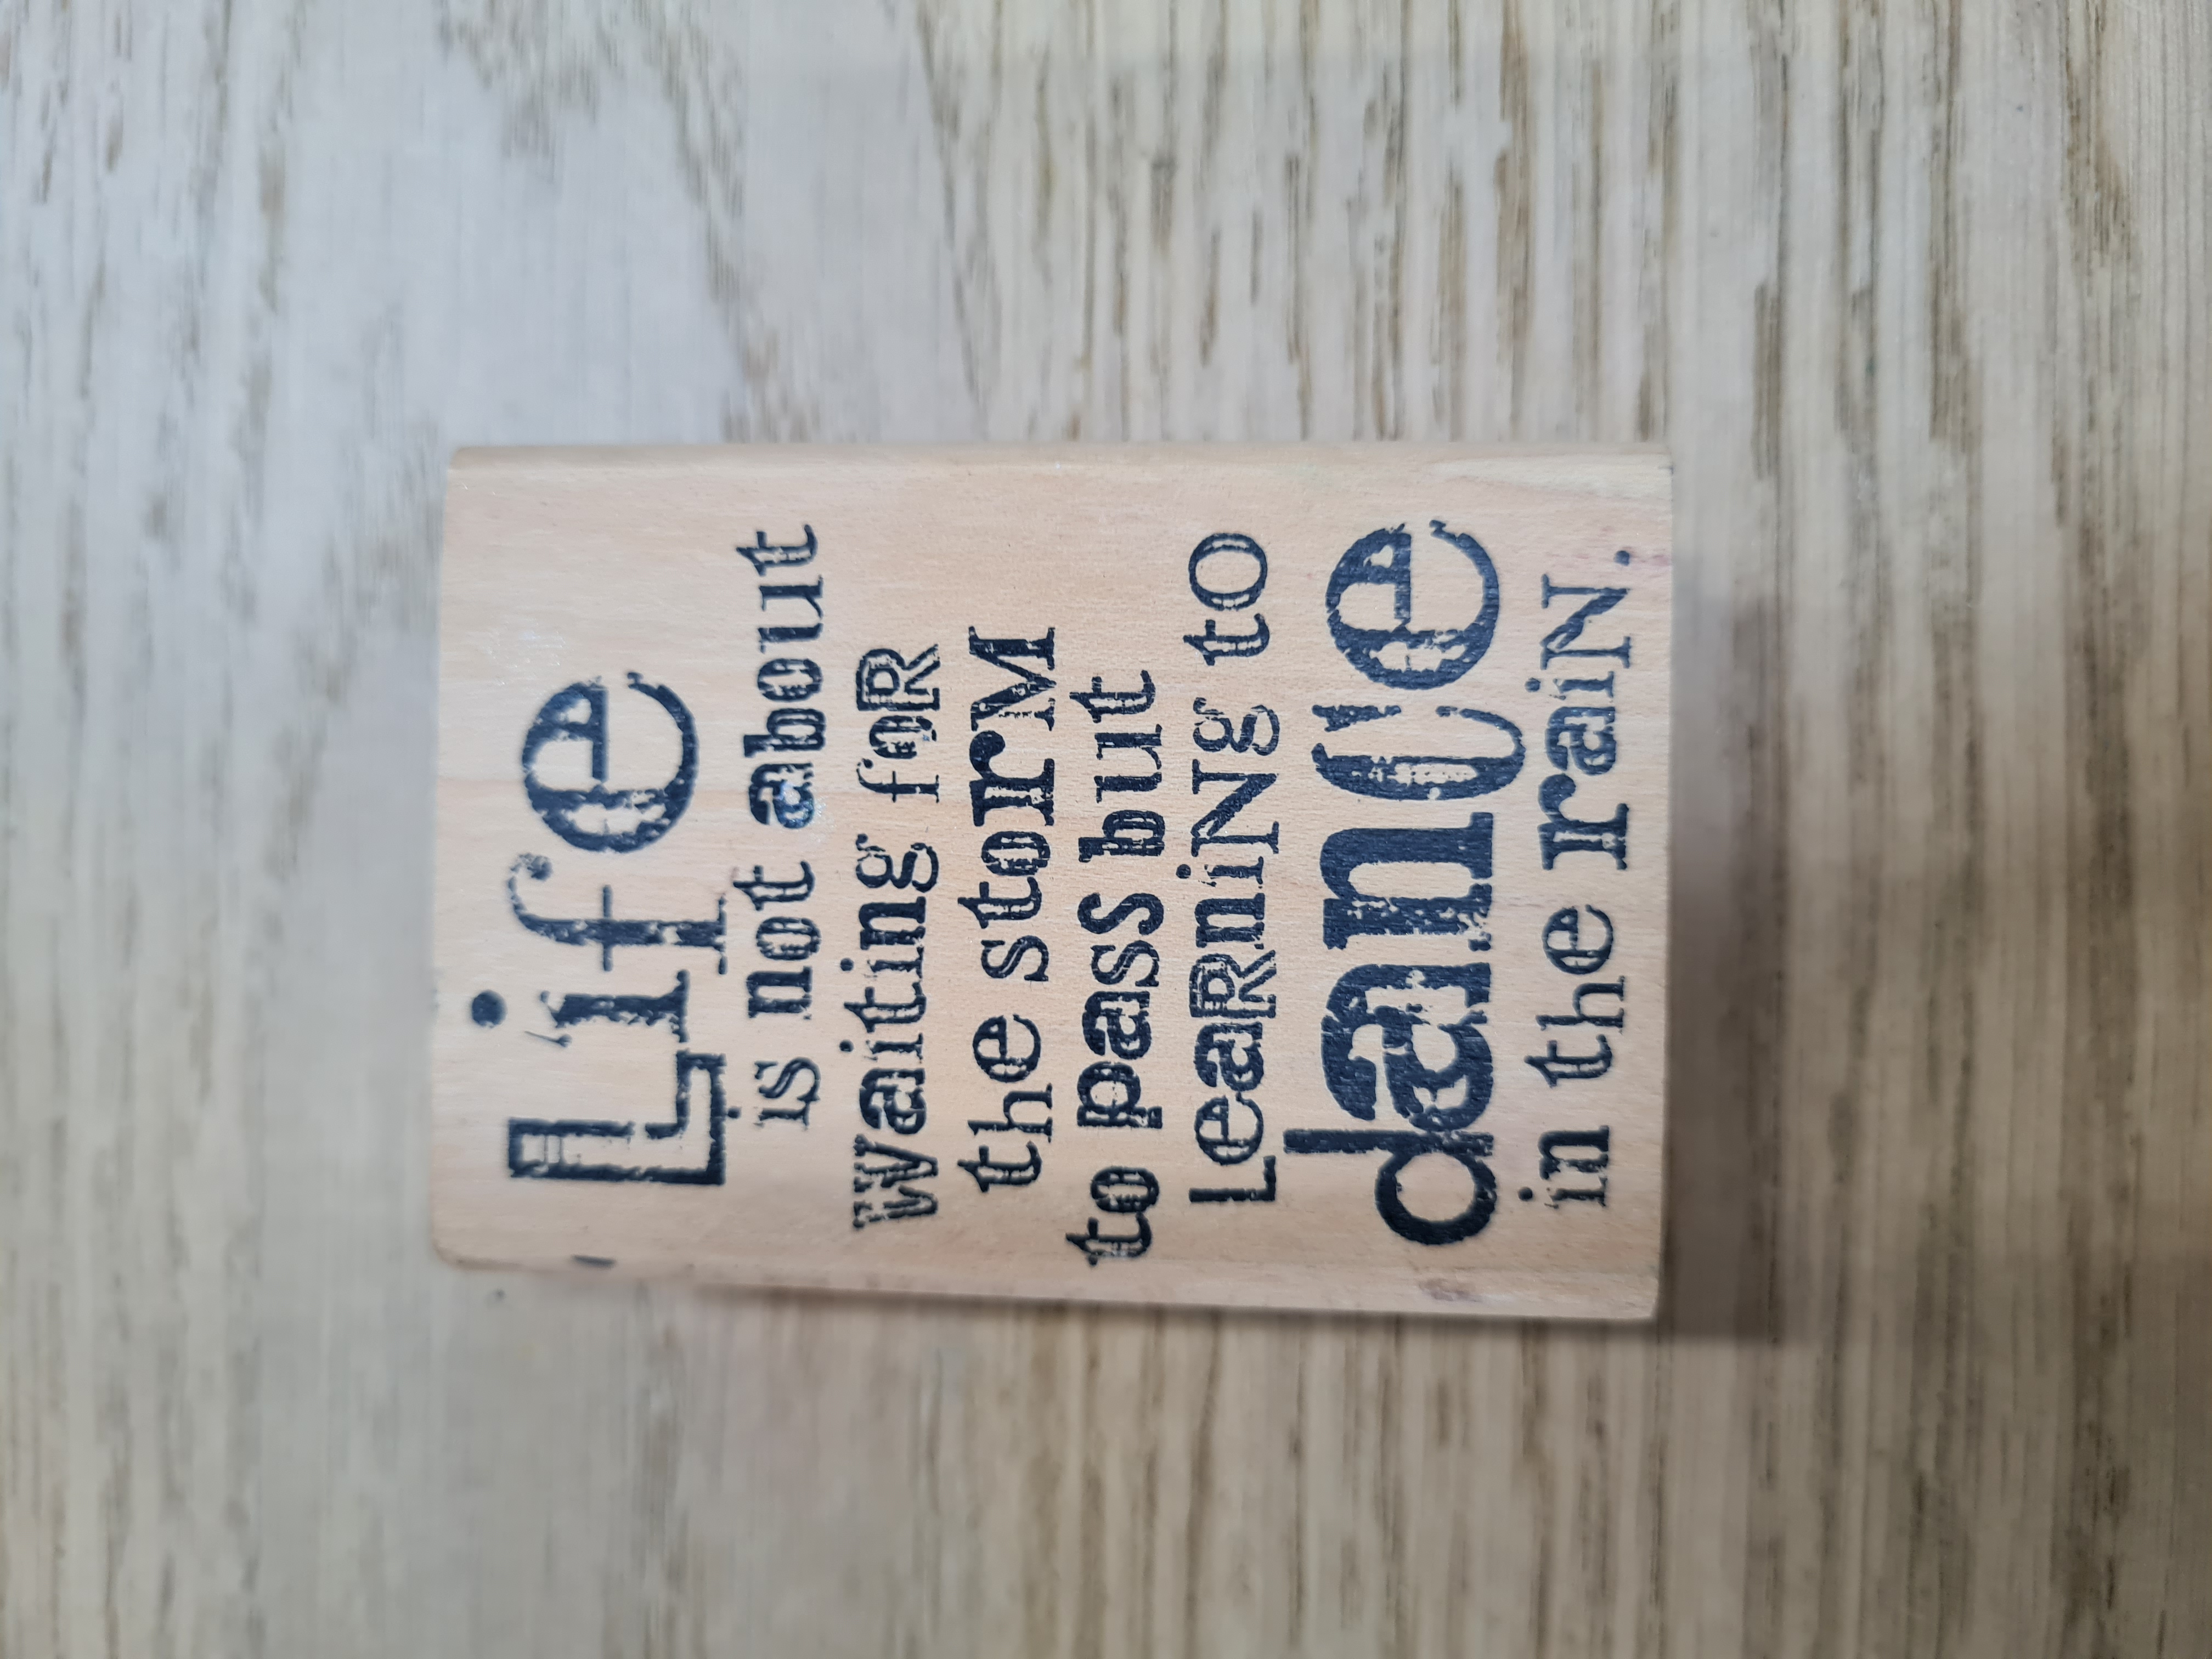 Life
is not about
waiting foR
the storM
to pass but
LeaRniNg to
dance
in the raiN.